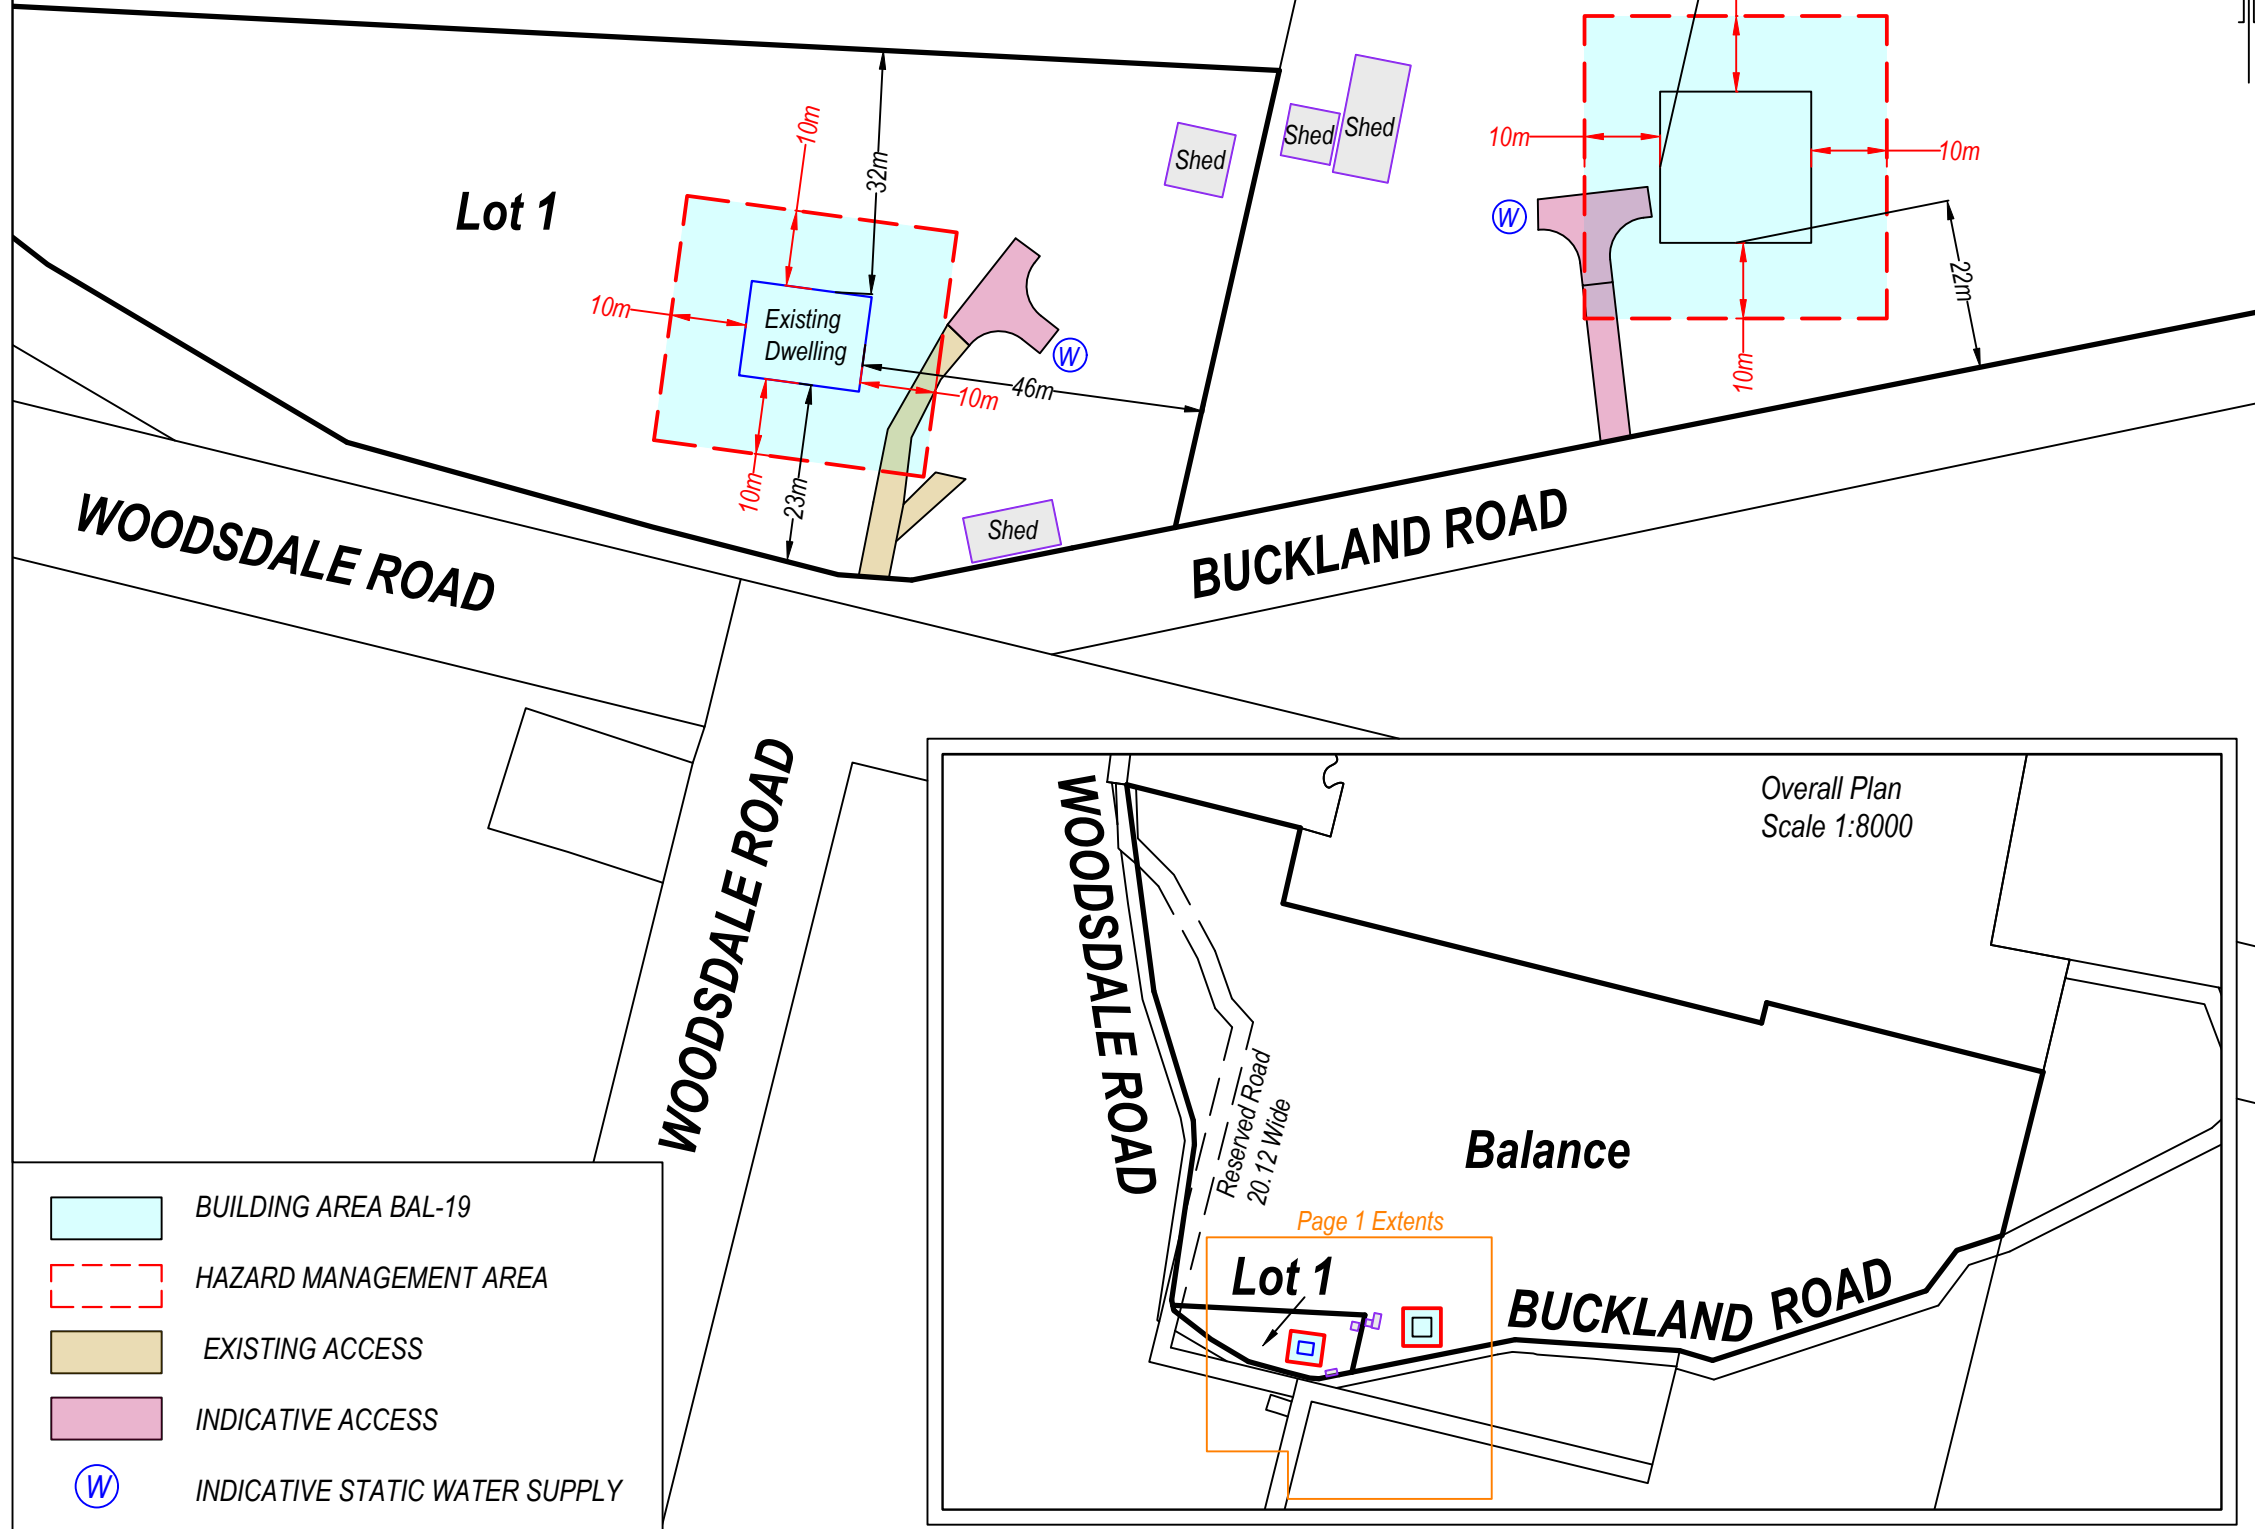 10m
32m
Lot 1
Shed
Shed
Shed
10m
10m
W
10m
Existing
Dwelling
W
46m
10m
22m
10m
10m
23m
Shed
WOODSDALE ROAD
BUCKLAND ROAD
WOODSDALE ROAD
Overall Plan
Scale 1:8000
WOODSDALE ROAD
Reserved Road
20.12 Wide
Balance
Page 1 Extents
Lot 1
BUCKLAND ROAD
BUILDING AREA BAL-19
HAZARD MANAGEMENT AREA
EXISTING ACCESS
INDICATIVE ACCESS
W INDICATIVE STATIC WATER SUPPLY